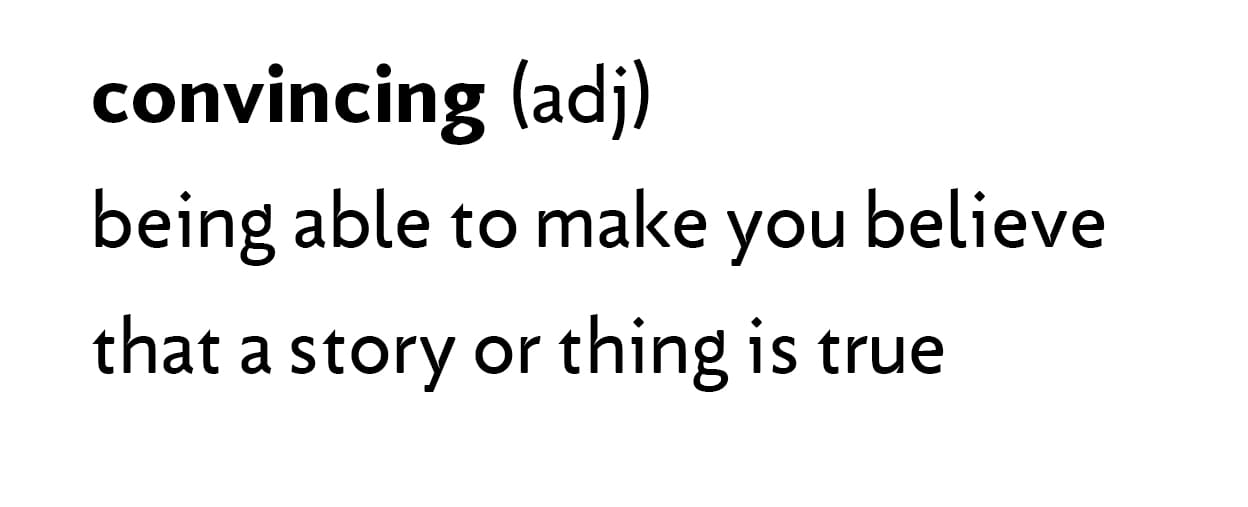 convincing (adj)
being able to make you believe
that a story or thing is true